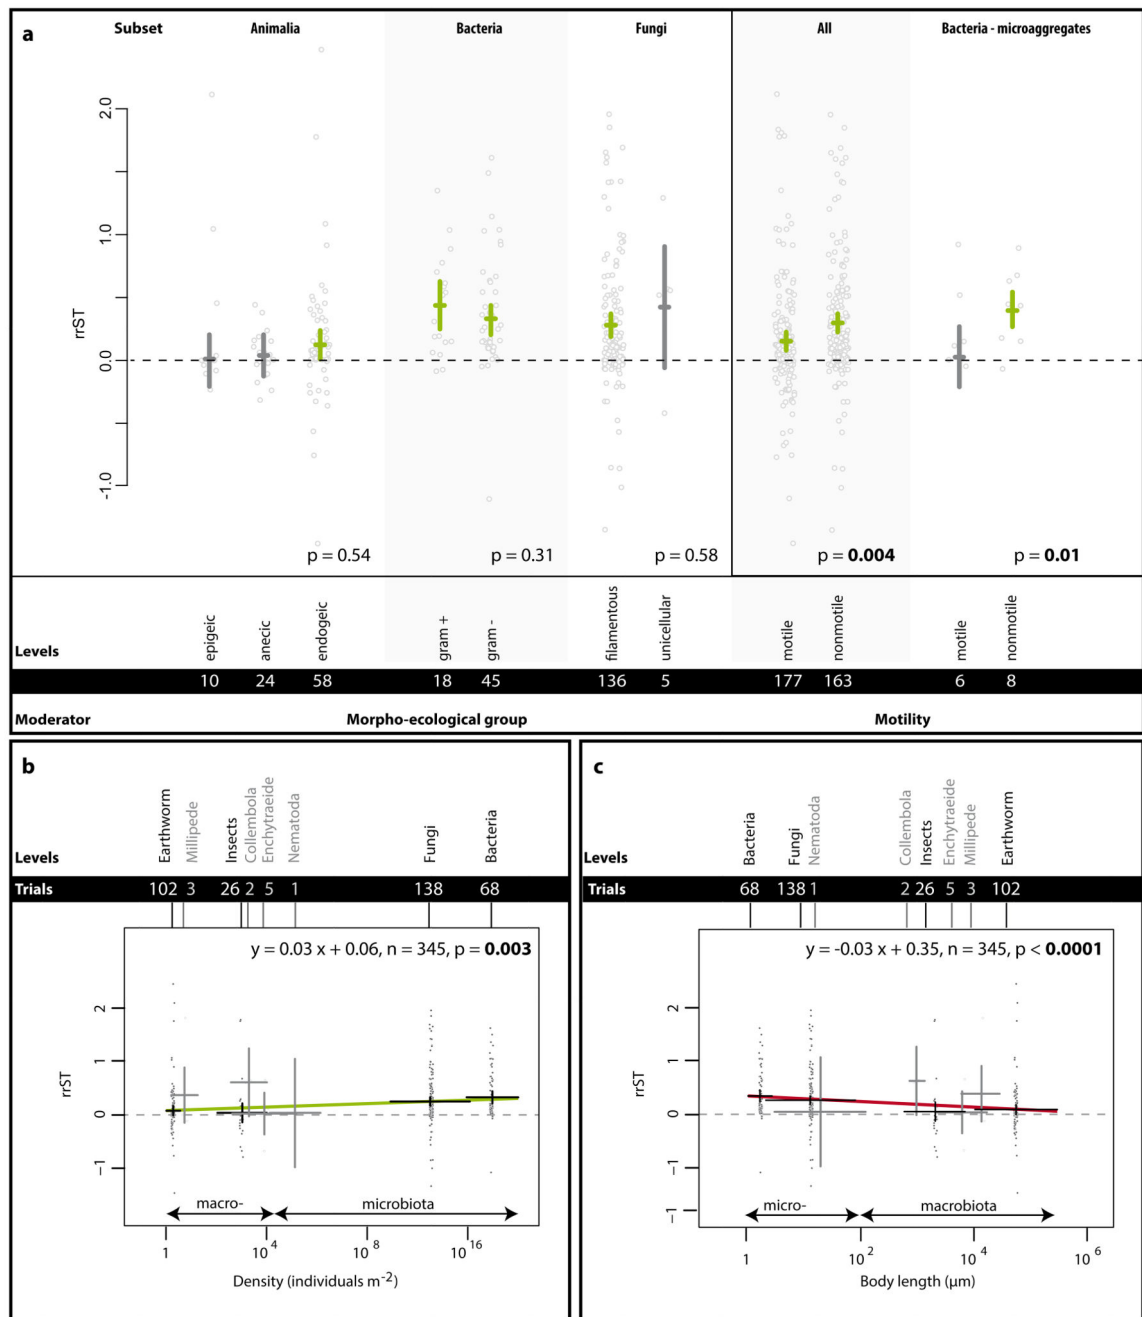 a
Subset Animalia Bacteria Fungi All Bacteria - microaggregates
2.0
1.0
rrST
0.0
-1.0
p = 0.54 p = 0.31 p = 0.58 p = 0.004 p = 0.01
Levels epigeic anecic endogeic gram + gram - filamentous unicellular motile nonmotile motile nonmotile
10 24 58 18 45 136 5 177 163 6 8
Moderator Morpho-ecological group Motility
b
Levels Earthworm Millipede Insects Collembola Enchytraeide Nematoda Fungi Bacteria
Trials 102 3 26 2 5 1 138 68
y = 0.03 x + 0.06, n = 345, p = 0.003
2
1
rrST
0
−1
macro- microbiota
1 10^4 10^8 10^16
Density (individuals m^-2)
c
Levels Bacteria Fungi Nematoda Collembola Insects Enchytraeide Millipede Earthworm
Trials 68 138 1 2 26 5 3 102
y = -0.03 x + 0.35, n = 345, p < 0.0001
2
1
rrST
0
−1
−1
micro- macrobiota
1 10^2 10^4 10^6
Body length (μm)